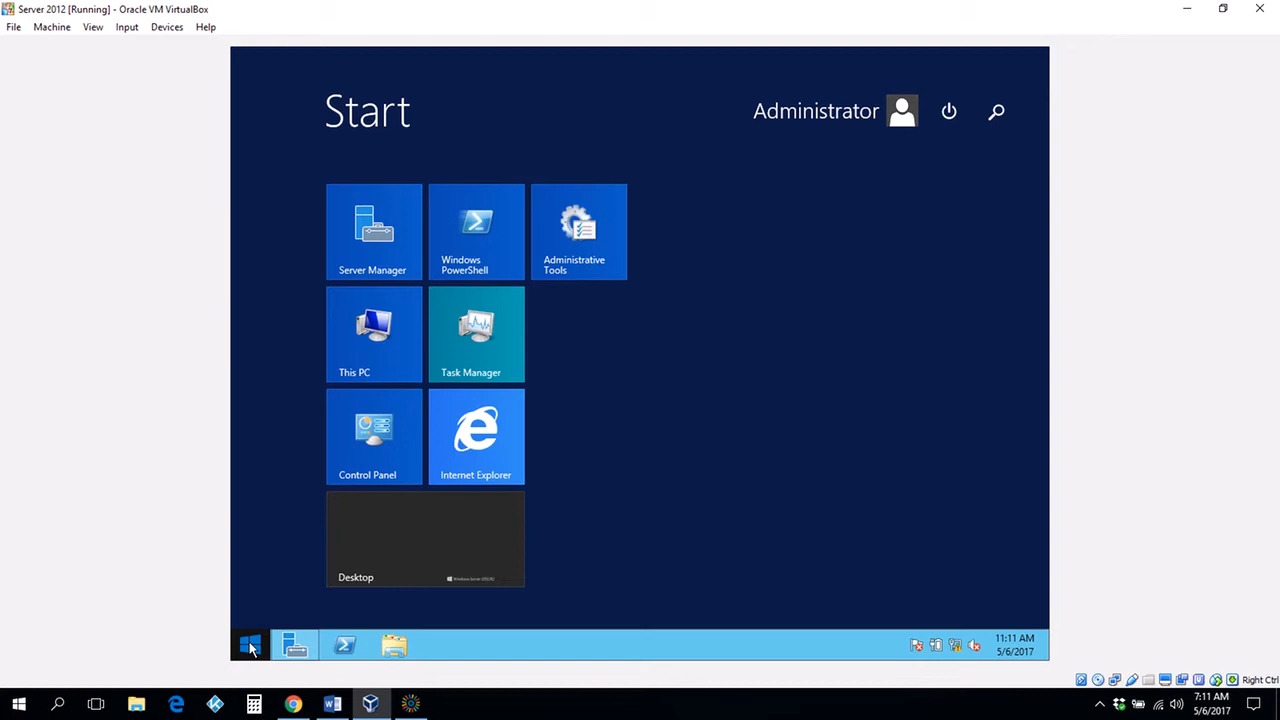 Server 2012 [Running] - Oracle VM VirtualBox
File Machine View Input Devices Help
Start
Administrator
Server Manager
Windows
PowerShell
Administrative
Tools
This PC
Task Manager
Control Panel
Internet Explorer
Desktop
11:11 AM
5/6/2017
Right Ctrl
7:11 AM
5/6/2017